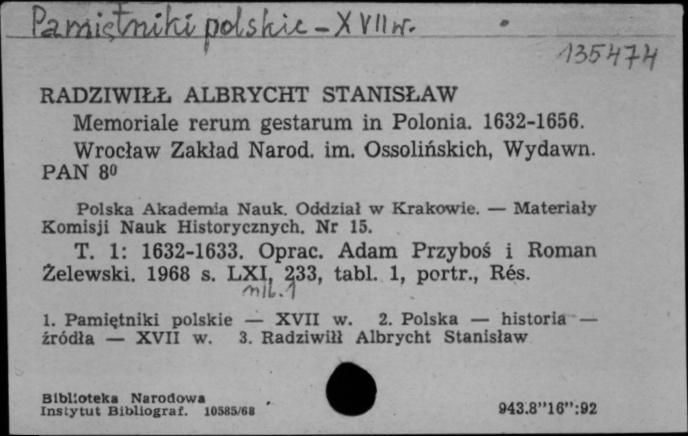 Pamiętniki polskie – XVII w.
135474
RADZIWIŁŁ ALBRYCHT STANISŁAW
Memoriale rerum gestarum in Polonia. 1632-1656.
Wrocław Zakład Narod. im. Ossolińskich, Wydawn.
PAN 8⁰
Polska Akademia Nauk. Oddział w Krakowie. — Materiały
Komisji Nauk Historycznych. Nr 15.
T. 1: 1632-1633. Oprac. Adam Przyboś i Roman
Żelewski. 1968 s. LXI, 233, tabl. 1, portr., Rés.
nlb. 1
1. Pamiętniki polskie — XVII w. 2. Polska — historia —
źródła — XVII w. 3. Radziwiłł Albrycht Stanisław
Biblioteka Narodowa
Instytut Bibliograf. 10585/68
943.8"16":92